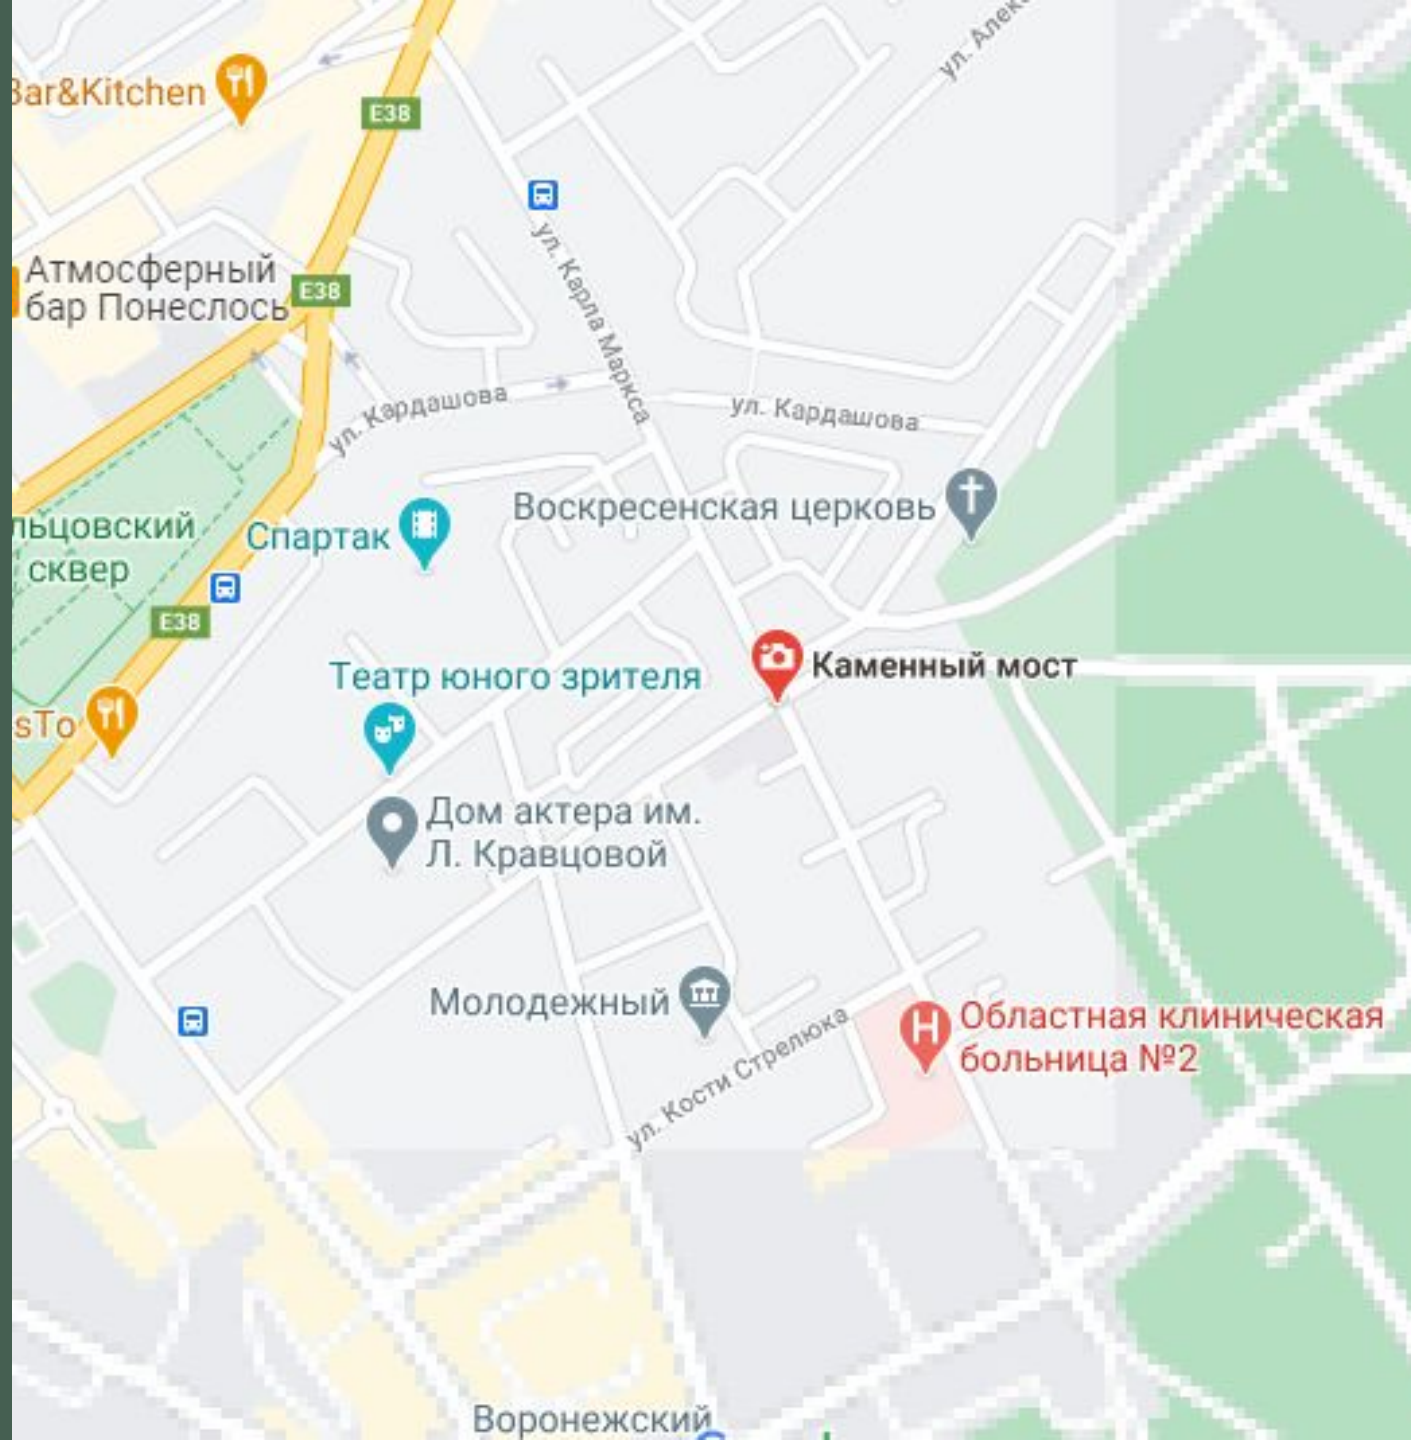 ул. Алекс
Bar&Kitchen
E38
ул. Карла Маркса
Атмосферный
бар Понеслось
E38
ул. Кардашова
ул. Кардашова
Воскресенская церковь
льцовский
сквер
Спартак
E38
Каменный мост
Театр юного зрителя
sTo
Дом актера им.
Л. Кравцовой
Молодежный
Областная клиническая
больница №2
ул. Кости Стрелюка
Воронежский